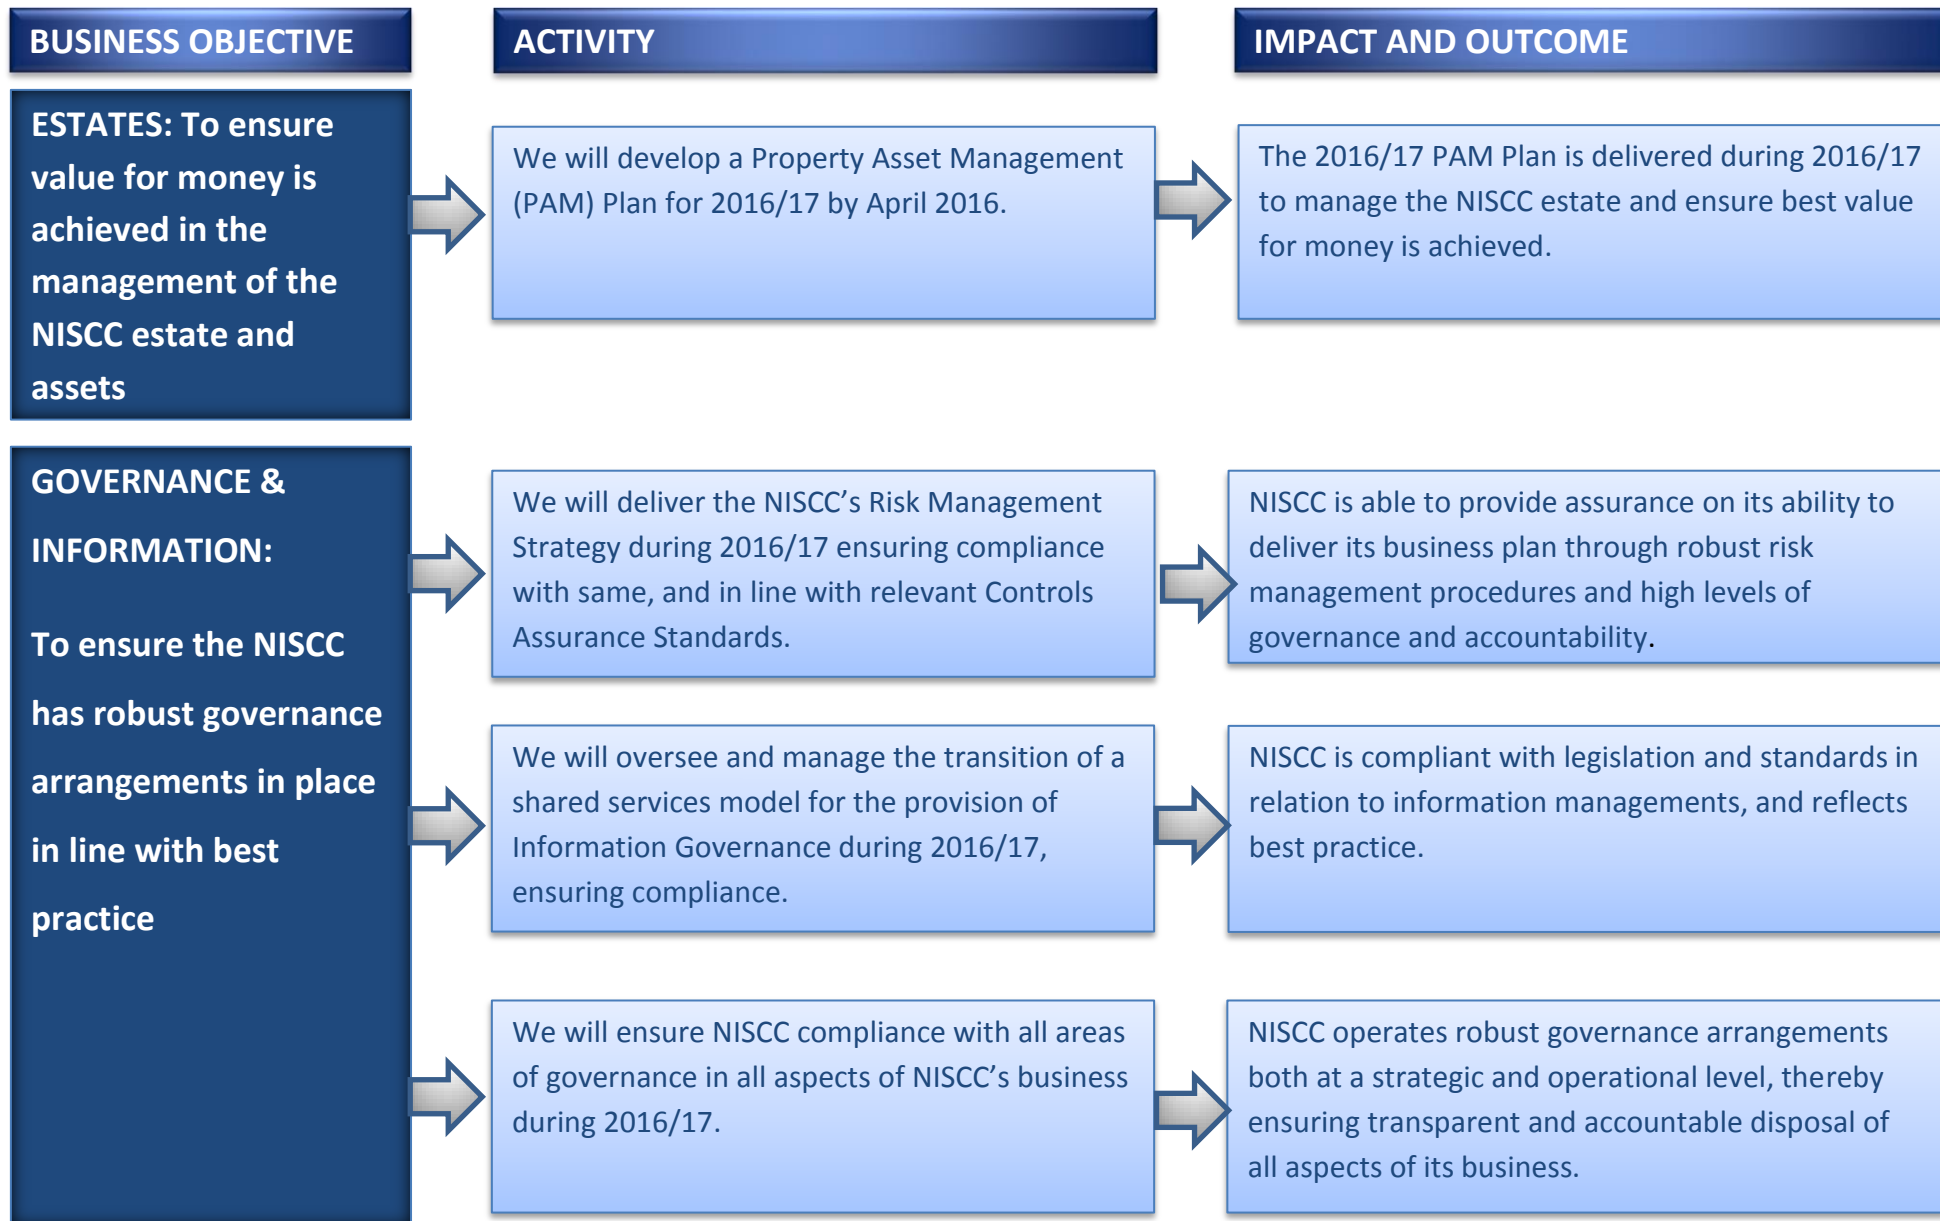 BUSINESS OBJECTIVE
ACTIVITY
IMPACT AND OUTCOME
ESTATES: To ensure
value for money is
achieved in the
management of the
NISCC estate and
assets
We will develop a Property Asset Management
(PAM) Plan for 2016/17 by April 2016.
The 2016/17 PAM Plan is delivered during 2016/17
to manage the NISCC estate and ensure best value
for money is achieved.
GOVERNANCE &
INFORMATION:
To ensure the NISCC
has robust governance
arrangements in place
in line with best
practice
We will deliver the NISCC’s Risk Management
Strategy during 2016/17 ensuring compliance
with same, and in line with relevant Controls
Assurance Standards.
NISCC is able to provide assurance on its ability to
deliver its business plan through robust risk
management procedures and high levels of
governance and accountability.
We will oversee and manage the transition of a
shared services model for the provision of
Information Governance during 2016/17,
ensuring compliance.
NISCC is compliant with legislation and standards in
relation to information managements, and reflects
best practice.
We will ensure NISCC compliance with all areas
of governance in all aspects of NISCC’s business
during 2016/17.
NISCC operates robust governance arrangements
both at a strategic and operational level, thereby
ensuring transparent and accountable disposal of
all aspects of its business.